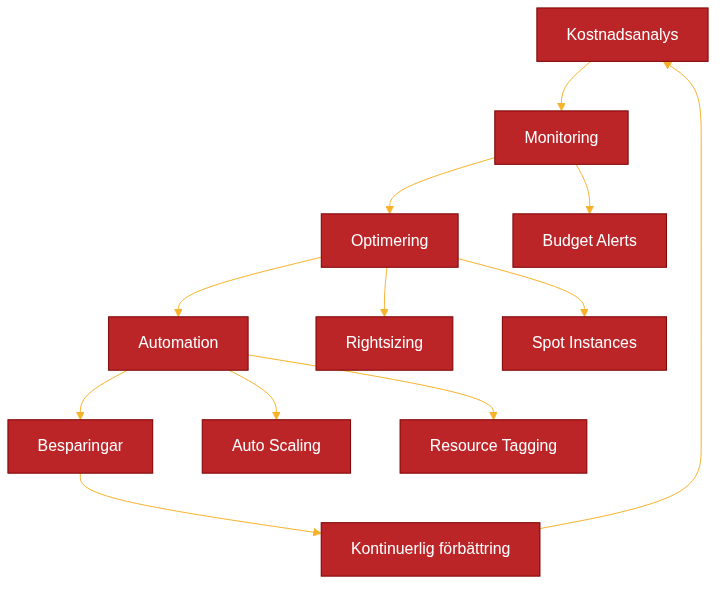 Kostnadsanalys
Monitoring
Optimering
Budget Alerts
Automation
Rightsizing
Spot Instances
Besparingar
Auto Scaling
Resource Tagging
Kontinuerlig förbättring